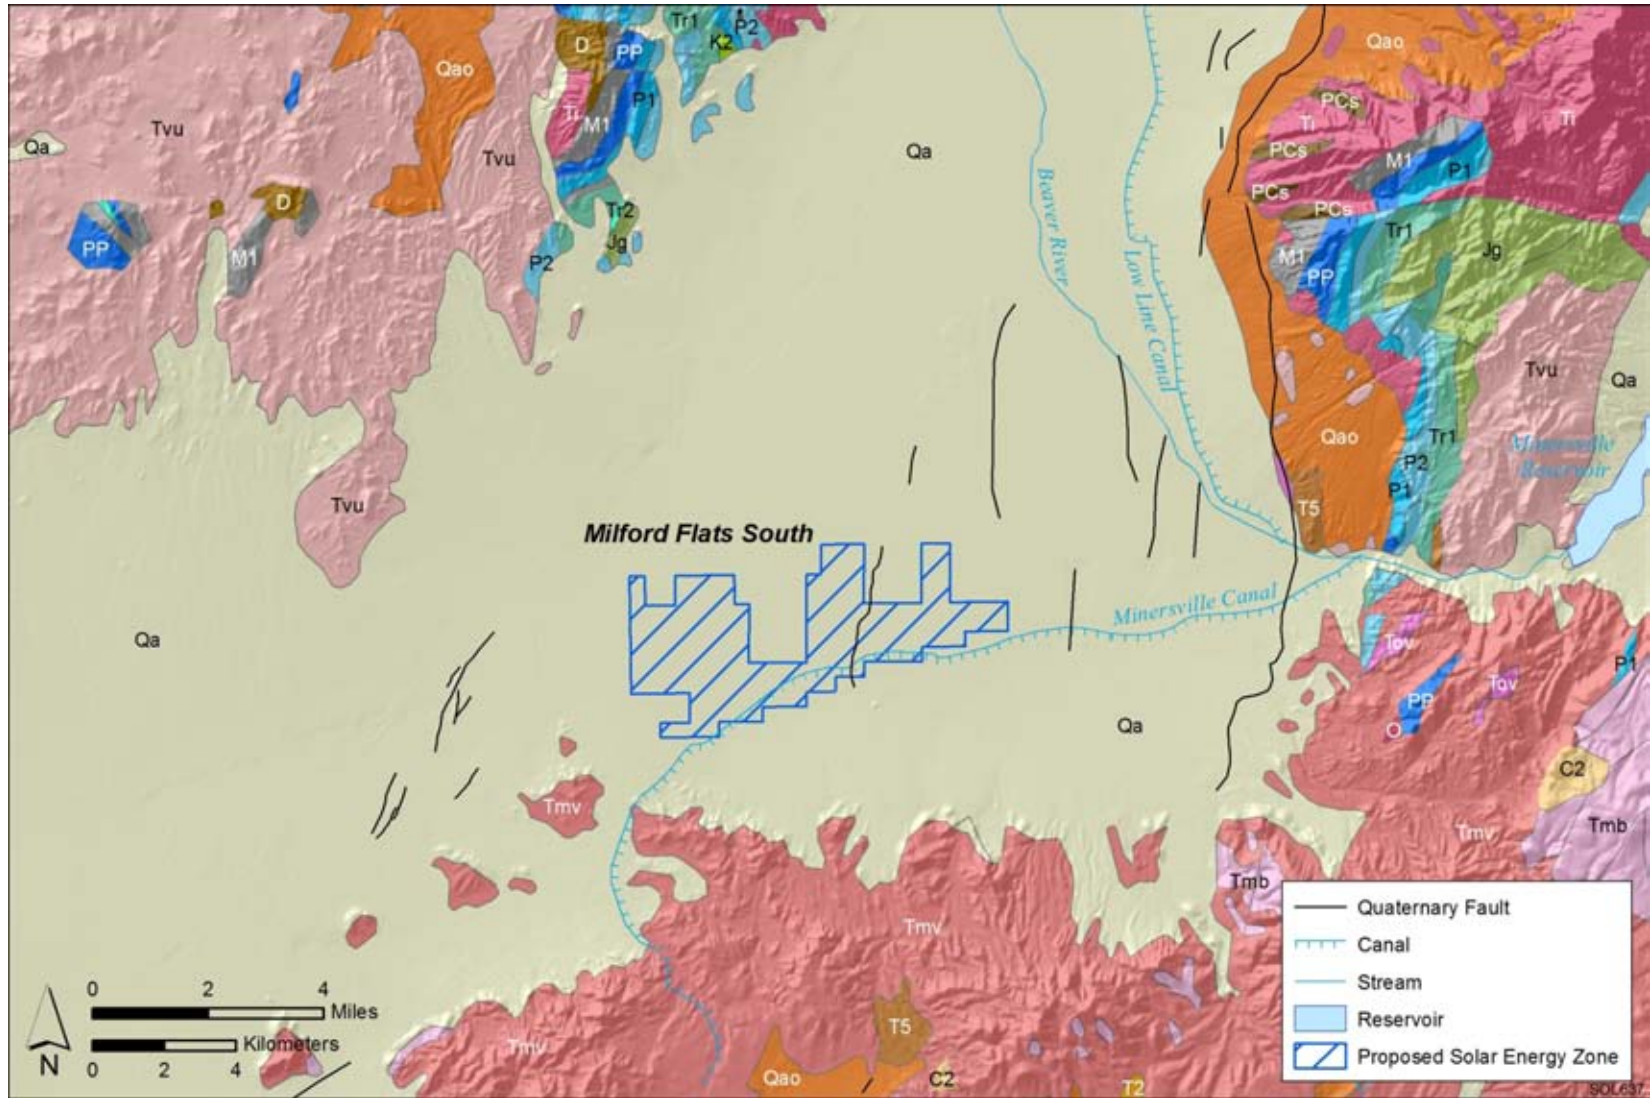 Tr1
P2
K2
D
PP
Qao
Qao
P1
Ti
M1
Tvu
Qa
Tvu
Qa
PCs
Ti
Ti
PCs
M1
P1
PCs
PCs
D
Tr2
Jg
PP
M1
P2
Beaver River
Low Line Canal
Tr1
Jg
M1
PP
Tvu
Qa
Qao
Tr1
P2
P1
Minersville
Reservoir
Tvu
T5
Milford Flats South
Minersville Canal
Qa
Tov
P1
PP
Tov
O
Qa
C2
Tmv
Tmv
Tmb
Tmb
Tmv
T5
Tmv
Qao
C2
T2
Quaternary Fault
Canal
Stream
Reservoir
Proposed Solar Energy Zone
0 2 4
Miles
Kilometers
0 2 4
N
SOL637